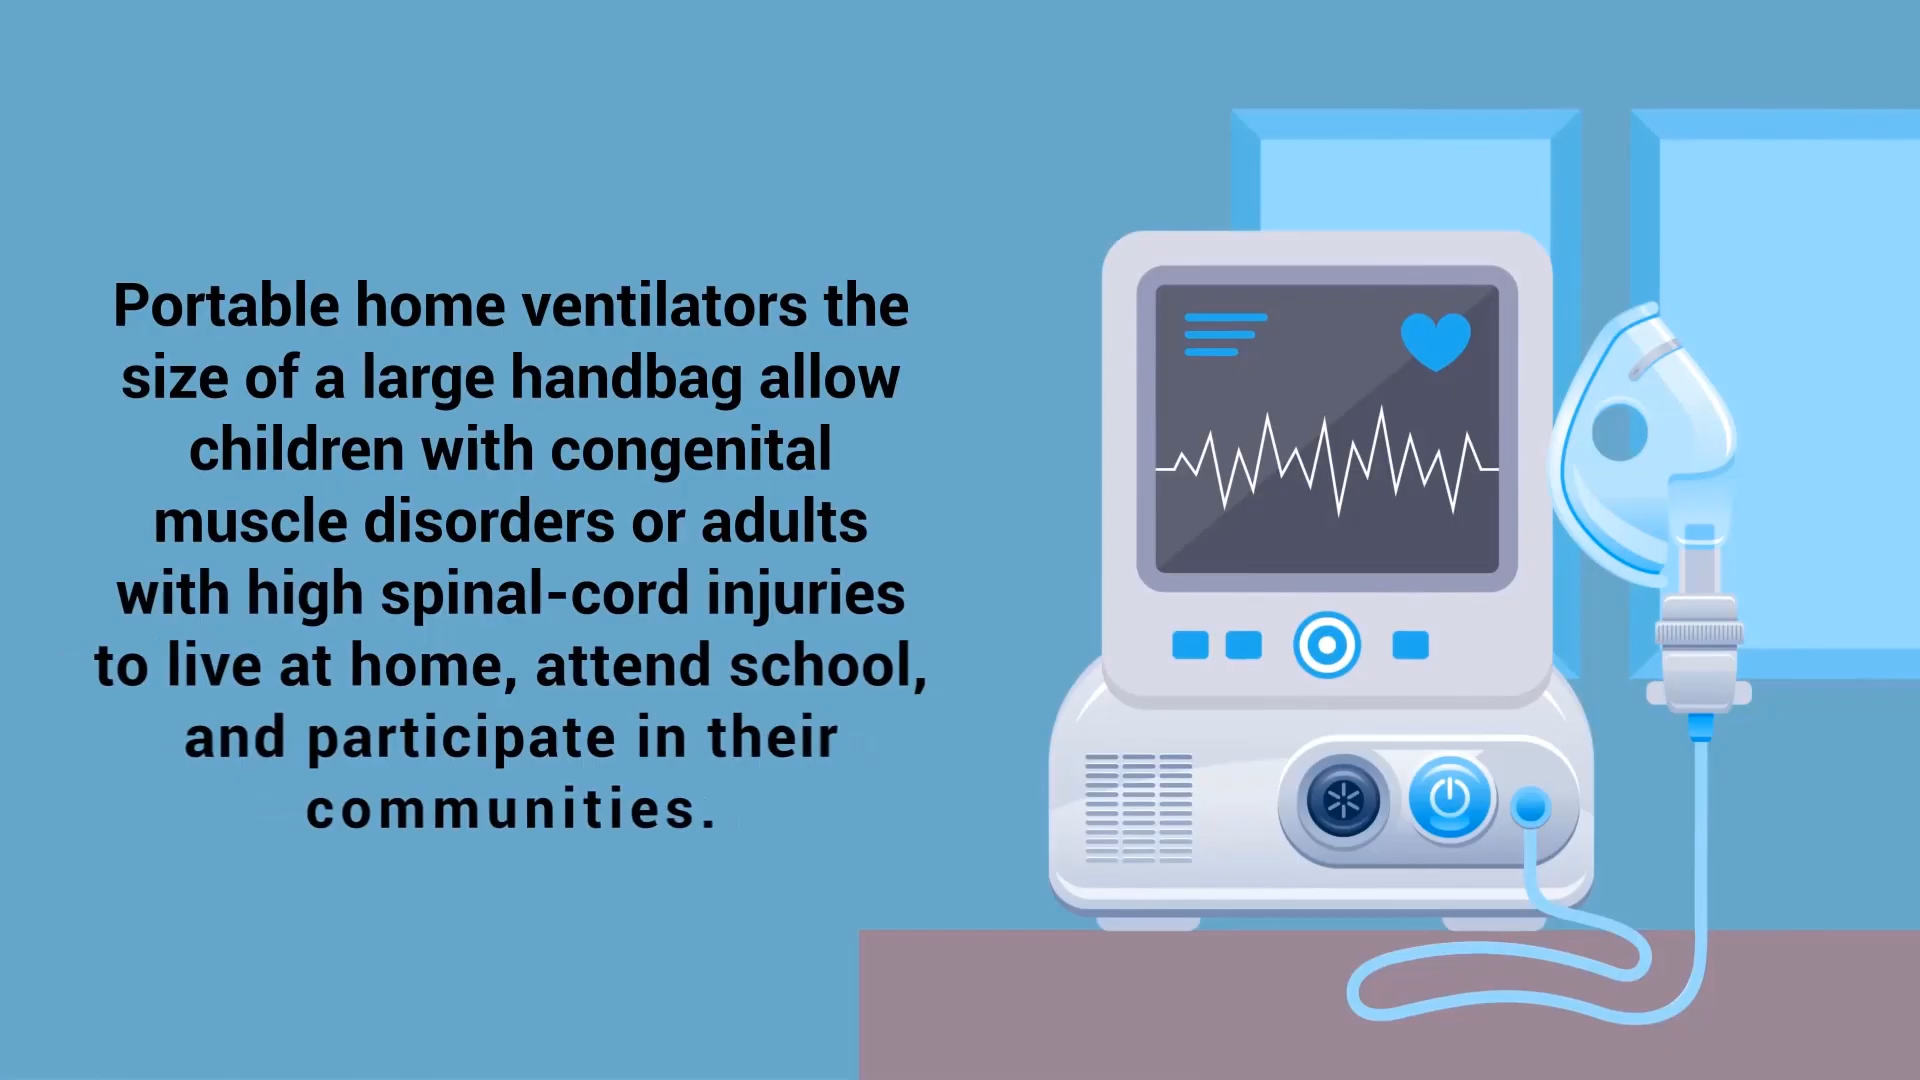 Portable home ventilators the
size of a large handbag allow
children with congenital
muscle disorders or adults
with high spinal-cord injuries
to live at home, attend school,
and participate in their
communities.